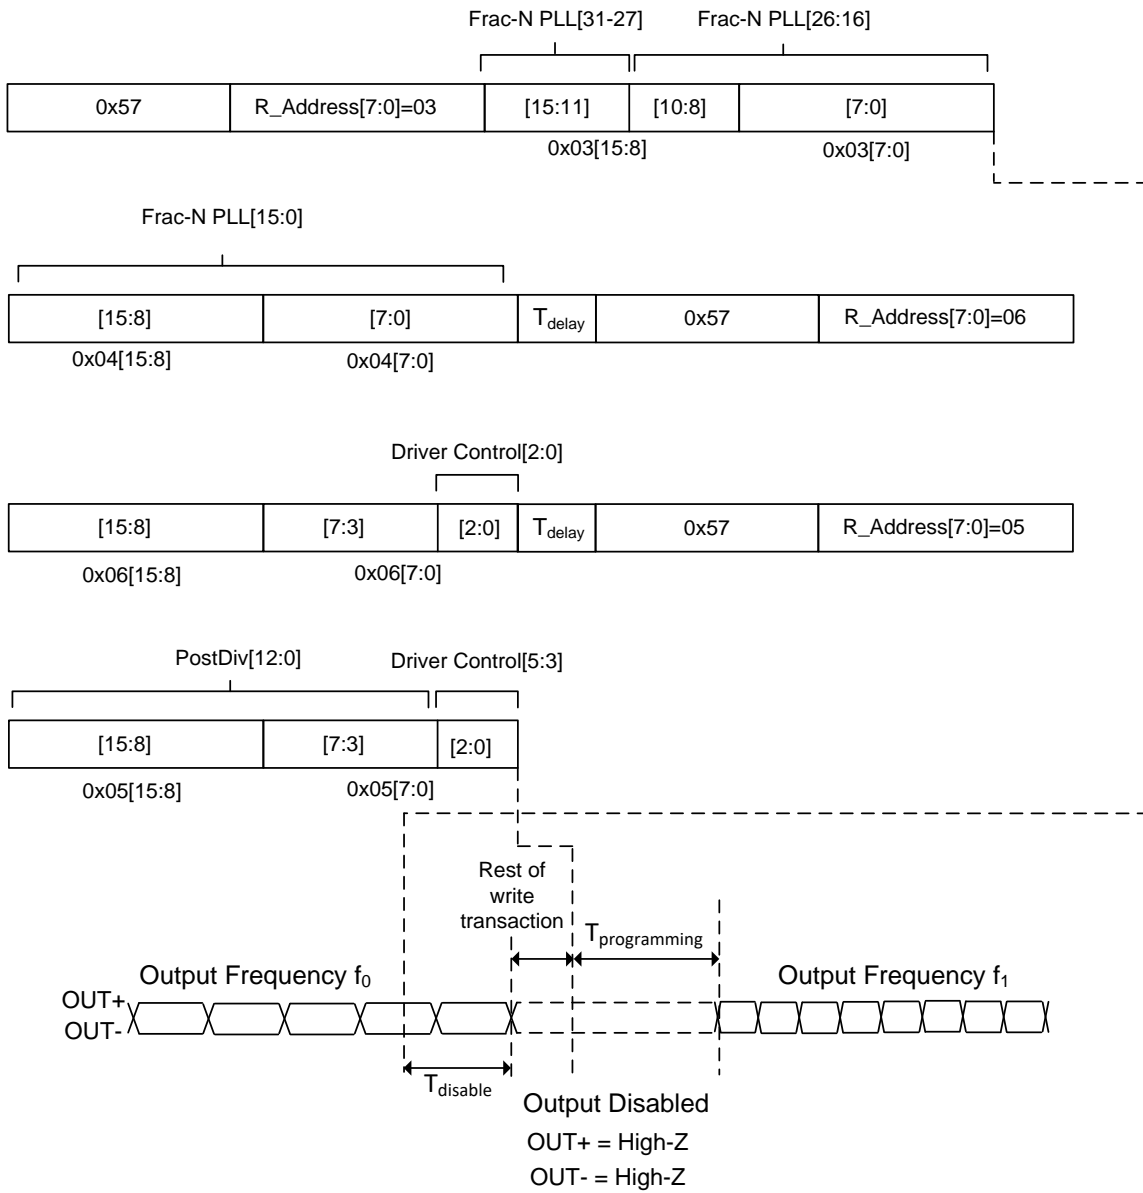 Frac-N PLL[31-27] Frac-N PLL[26:16]
0x57 R_Address[7:0]=03 [15:11] [10:8] [7:0]
0x03[15:8] 0x03[7:0]
Frac-N PLL[15:0]
[15:8] [7:0] Tdelay 0x57 R_Address[7:0]=06
0x04[15:8] 0x04[7:0]
Driver Control[2:0]
[15:8] [7:3] [2:0] Tdelay 0x57 R_Address[7:0]=05
0x06[15:8] 0x06[7:0]
PostDiv[12:0] Driver Control[5:3]
[15:8] [7:3] [2:0]
0x05[15:8] 0x05[7:0]
Rest of
write
transaction
Tprogramming
Output Frequency f0 Output Frequency f1
OUT+
OUT-
Tdisable
Output Disabled
OUT+ = High-Z
OUT- = High-Z